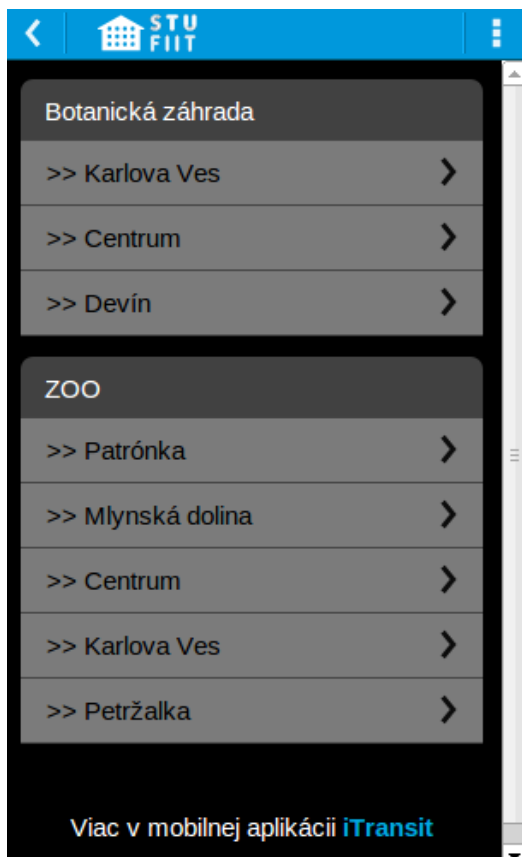 STU
FIIT
Botanická záhrada
>> Karlova Ves
>> Centrum
>> Devín
ZOO
>> Patrónka
>> Mlynská dolina
>> Centrum
>> Karlova Ves
>> Petržalka
Viac v mobilnej aplikácii iTransit